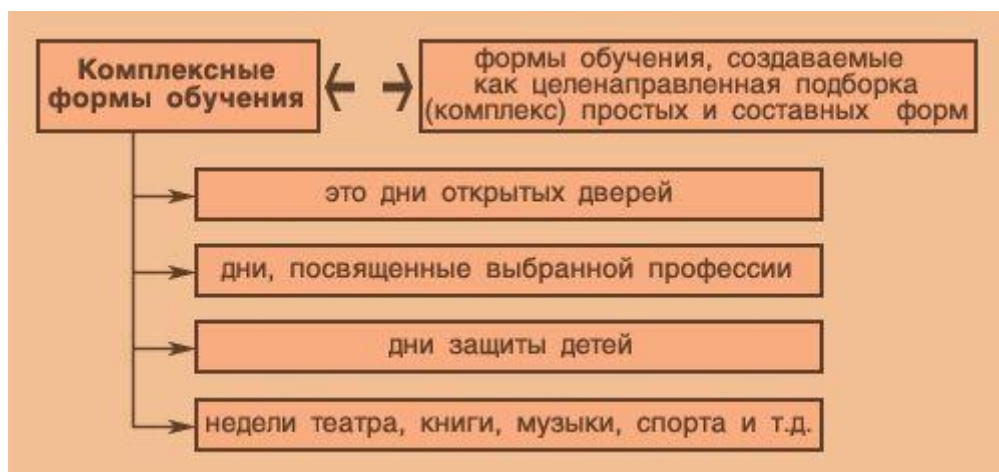 Комплексные
формы обучения
формы обучения, создаваемые
как целенаправленная подборка
(комплекс) простых и составных форм
это дни открытых дверей
дни, посвященные выбранной профессии
дни защиты детей
недели театра, книги, музыки, спорта и т.д.